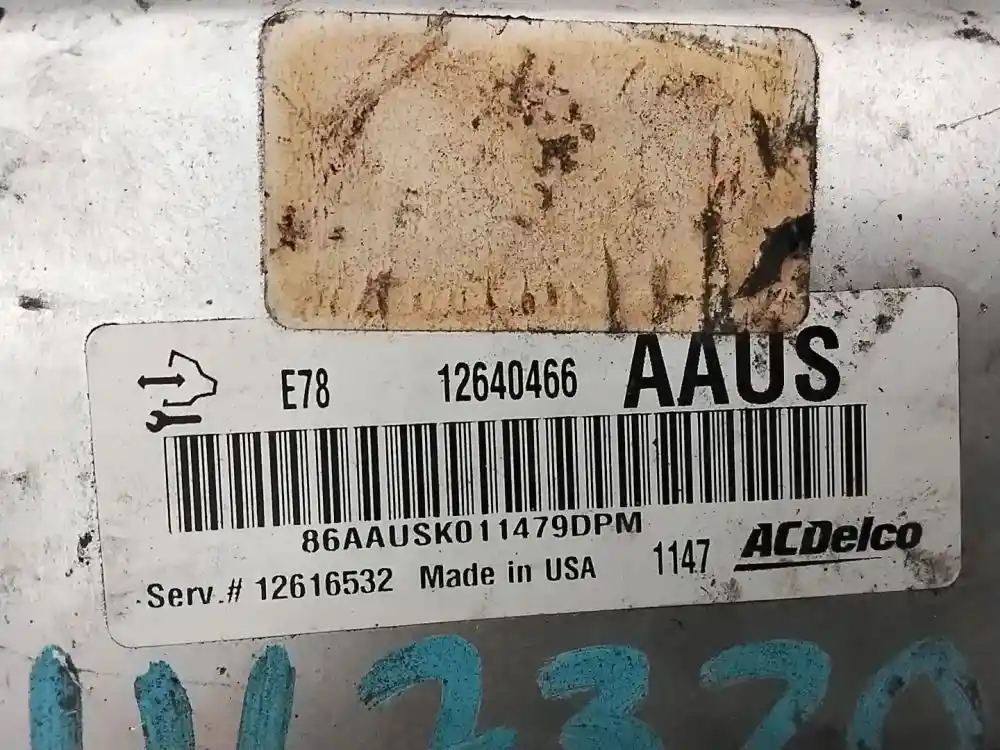 E78 12640466 AAUS
86AAUSK011479DPM
Serv.# 12616532 Made in USA 1147 ACDelco